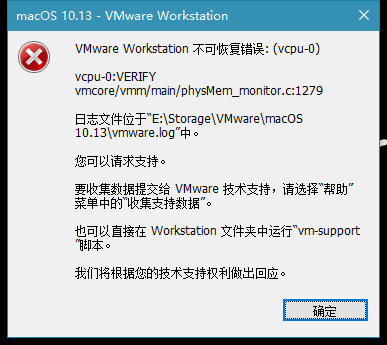 macOS 10.13 - VMware Workstation
VMware Workstation 不可恢复错误: (vcpu-0)
vcpu-0:VERIFY
vmcore/vmm/main/physMem_monitor.c:1279
日志文件位于“E:\Storage\VMware\macOS
10.13\vmware.log”中。
您可以请求支持。
要收集数据提交给 VMware 技术支持，请选择“帮助”
菜单中的“收集支持数据”。
也可以直接在 Workstation 文件夹中运行“vm-support
”脚本。
我们将根据您的技术支持权利做出回应。
确定